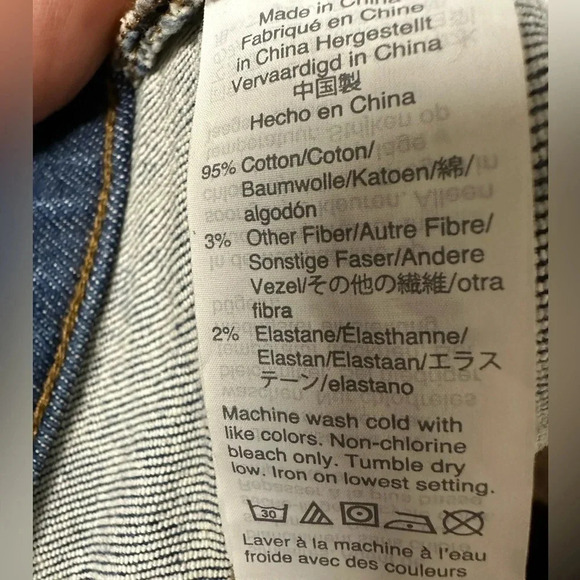 Made in China
Fabriqué en Chine
in China Hergestellt
Vervaardigd in China
中国製
Hecho en China
95% Cotton/Coton/
Baumwolle/Katoen/綿/
algodón
3% Other Fiber/Autre Fibre/
Sonstige Faser/Andere
Vezel/その他の繊維/otra
fibra
2% Elastane/Élasthanne/
Elastan/Elastaan/エラス
テーン/elastano
Machine wash cold with
like colors. Non-chlorine
bleach only. Tumble dry
low. Iron on lowest setting.
30
Laver à la machine à l'eau
froide avec des couleurs